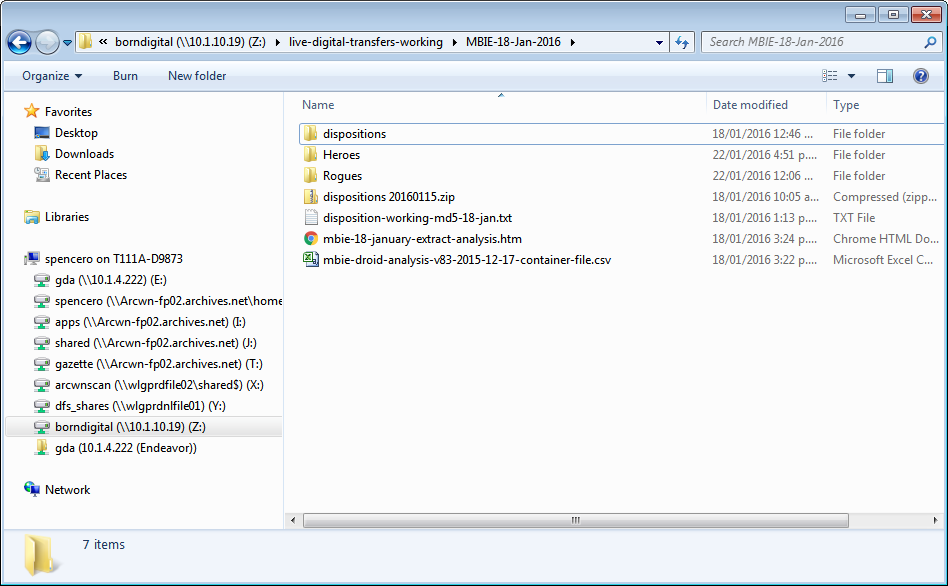 « borndigital (\\10.1.10.19) (Z:) live-digital-transfers-working MBIE-18-Jan-2016
Search MBIE-18-Jan-2016
Organize Burn New folder
Favorites
Desktop
Downloads
Recent Places
Libraries
spencero on T111A-D9873
gda (\\10.1.4.222) (E:)
spencero (\\Arcwn-fp02.archives.net\home
apps (\\Arcwn-fp02.archives.net) (I:)
shared (\\Arcwn-fp02.archives.net) (J:)
gazette (\\Arcwn-fp02.archives.net) (T:)
arcwnscan (\\wlgprdfile02\shared$) (X:)
dfs_shares (\\wlgprdnlfile01) (Y:)
borndigital (\\10.1.10.19) (Z:)
gda (10.1.4.222 (Endeavor))
Network
Name Date modified Type
dispositions 18/01/2016 12:46 ... File folder
Heroes 22/01/2016 4:51 p.... File folder
Rogues 22/01/2016 12:06 ... File folder
dispositions 20160115.zip 18/01/2016 10:05 a... Compressed (zipp...
disposition-working-md5-18-jan.txt 18/01/2016 1:13 p.... TXT File
mbie-18-january-extract-analysis.htm 18/01/2016 3:24 p.... Chrome HTML Do...
mbie-droid-analysis-v83-2015-12-17-container-file.csv 18/01/2016 3:22 p.... Microsoft Excel C...
7 items